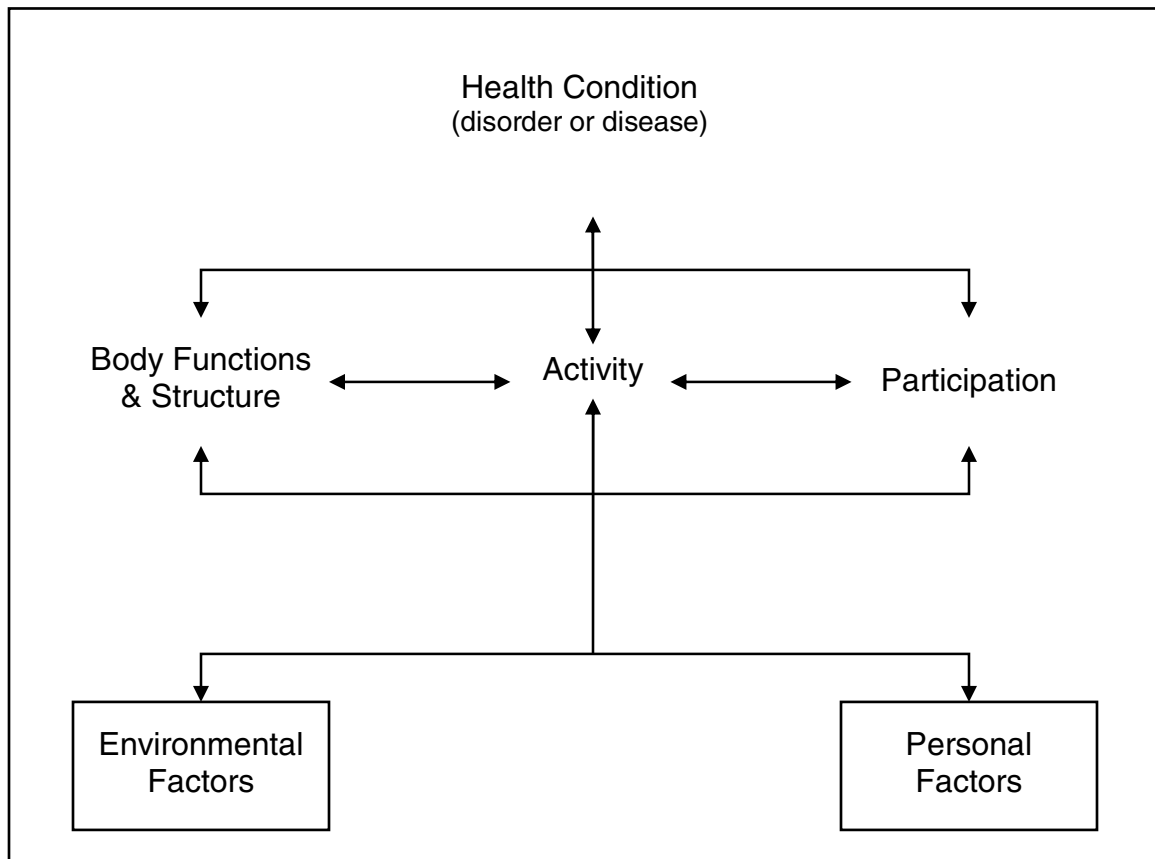 Health Condition
(disorder or disease)
Body Functions
& Structure
Activity
Participation
Environmental
Factors
Personal
Factors